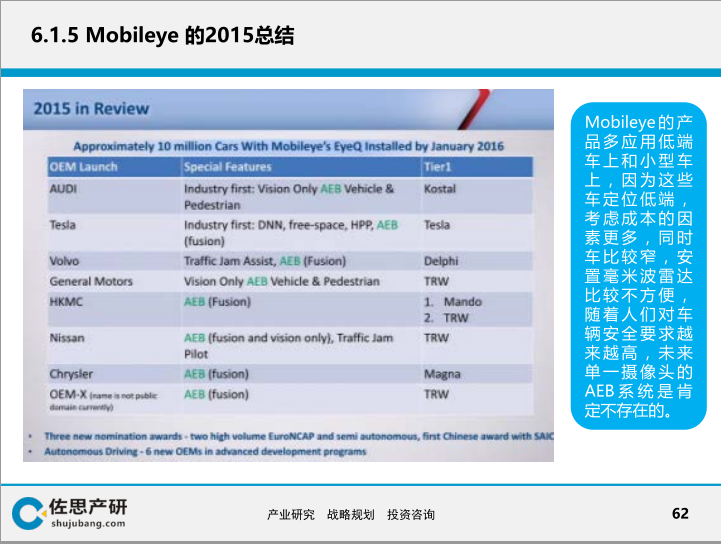 6.1.5 Mobileye 的2015总结
2015 in Review
Approximately 10 million Cars With Mobileye's EyeQ Installed by January 2016
OEM Launch Special Features Tier1
AUDI Industry first: Vision Only AEB Vehicle & Kostal
Pedestrian
Tesla Industry first: DNN, free-space, HPP, AEB Tesla
(fusion)
Volvo Traffic Jam Assist, AEB (Fusion) Delphi
General Motors Vision Only AEB Vehicle & Pedestrian TRW
HKMC AEB (Fusion) 1. Mando
2. TRW
Nissan AEB (fusion and vision only), Traffic Jam TRW
Pilot
Chrysler AEB (fusion) Magna
OEM-X (name is not public AEB (fusion) TRW
domain currently)
• Three new nomination awards - two high volume EuroNCAP and semi autonomous, first Chinese award with SAIC
• Autonomous Driving - 6 new OEMs in advanced development programs
Mobileye的产
品多应用低端
车上和小型车
上，因为这些
车定位低端，
考虑成本的因
素更多，同时
车比较窄，安
置毫米波雷达
比较不方便，
随着人们对车
辆安全要求越
来越高，未来
单一摄像头的
AEB系统是肯
定不存在的。
佐思产研
shujubang.com
产业研究 战略规划 投资咨询
62